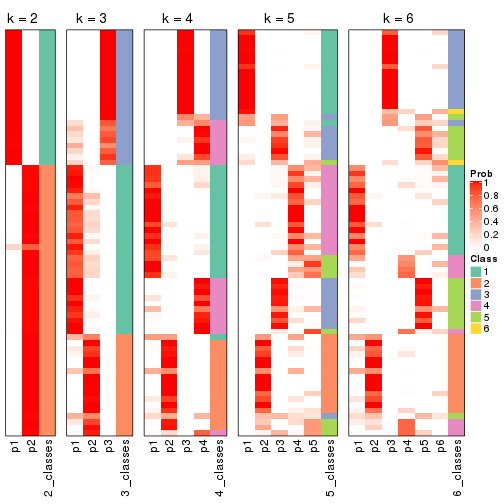 k = 2
k = 3
k = 4
k = 5
k = 6
Prob
1
0.8
0.6
0.4
0.2
0
Class
1
2
3
4
5
6
p1
p2
2_classes
p1
p2
p3
3_classes
p1
p2
p3
p4
4_classes
p1
p2
p3
p4
p5
5_classes
p1
p2
p3
p4
p5
p6
6_classes